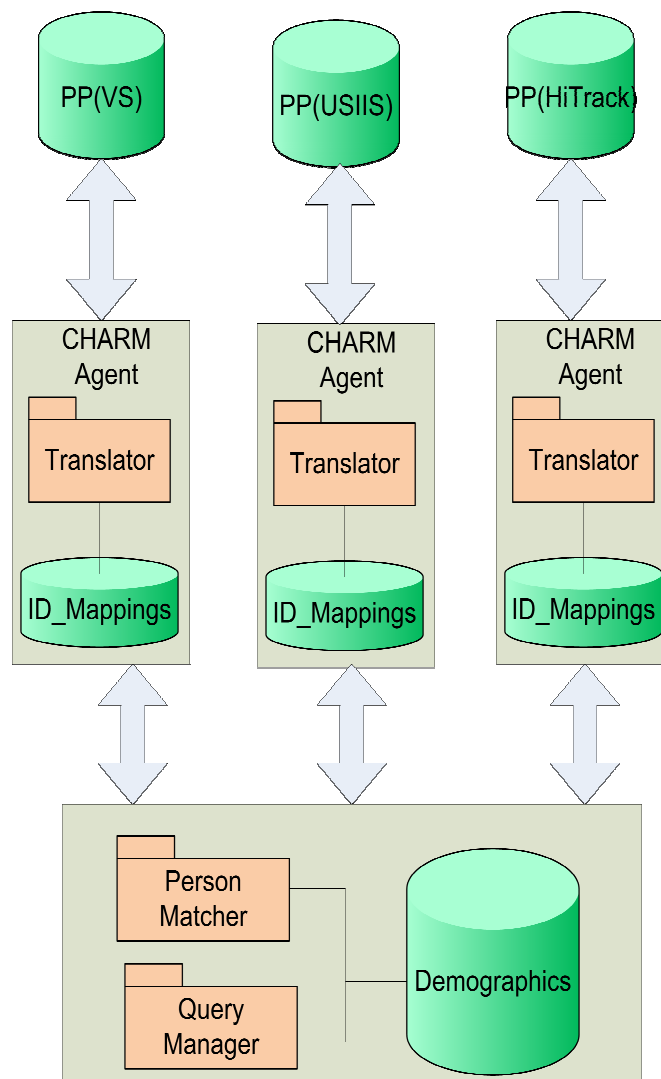 PP(VS)
PP(USIIS)
PP(HiTrack)
CHARM
Agent
Translator
ID_Mappings
CHARM
Agent
Translator
ID_Mappings
CHARM
Agent
Translator
ID_Mappings
Person
Matcher
Query
Manager
Demographics